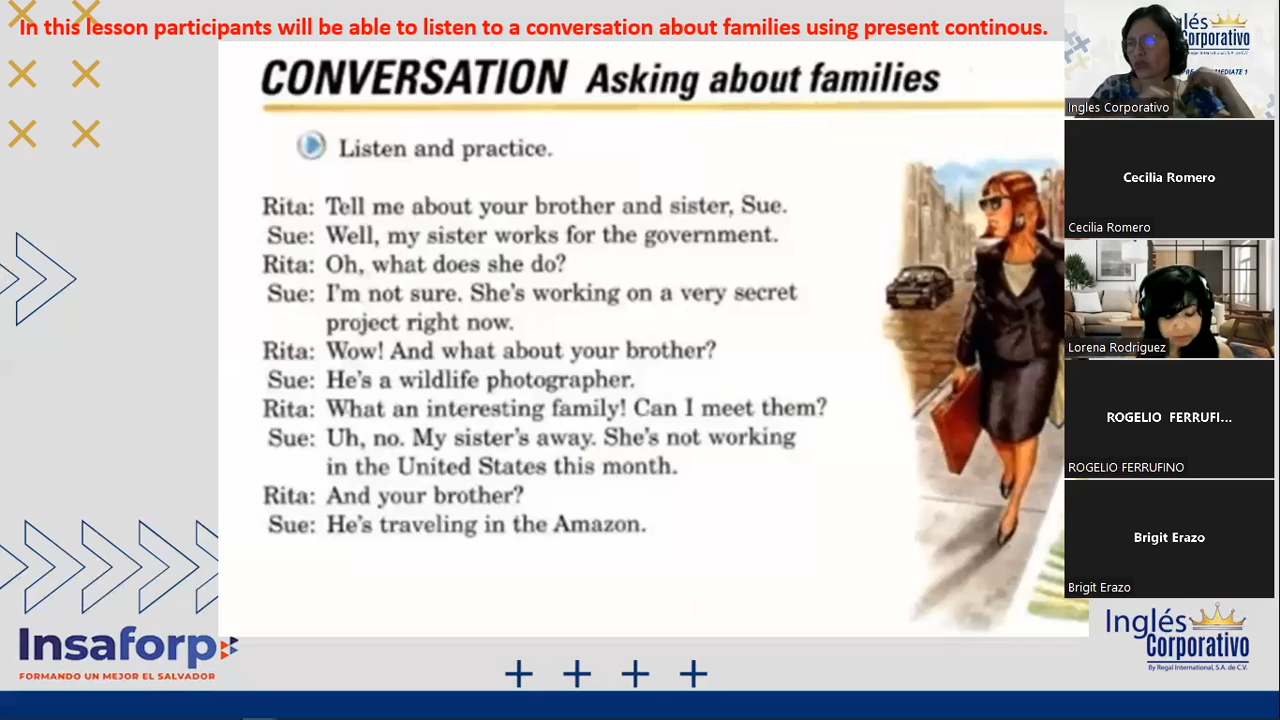 In this lesson participants will be able to listen to a conversation about families using present continous.
CONVERSATION Asking about families
Listen and practice.
Rita: Tell me about your brother and sister, Sue.
Sue: Well, my sister works for the government.
Rita: Oh, what does she do?
Sue: I'm not sure. She's working on a very secret
project right now.
Rita: Wow! And what about your brother?
Sue: He's a wildlife photographer.
Rita: What an interesting family! Can I meet them?
Sue: Uh, no. My sister's away. She's not working
in the United States this month.
Rita: And your brother?
Sue: He's traveling in the Amazon.
Insaforp
FORMANDO UN MEJOR EL SALVADOR
Ingles Corporativo
Cecilia Romero
Cecilia Romero
Lorena Rodriguez
ROGELIO FERRUFI...
ROGELIO FERRUFINO
Brigit Erazo
Brigit Erazo
Inglés
Corporativo
By Regal International, S.A. de C.V.